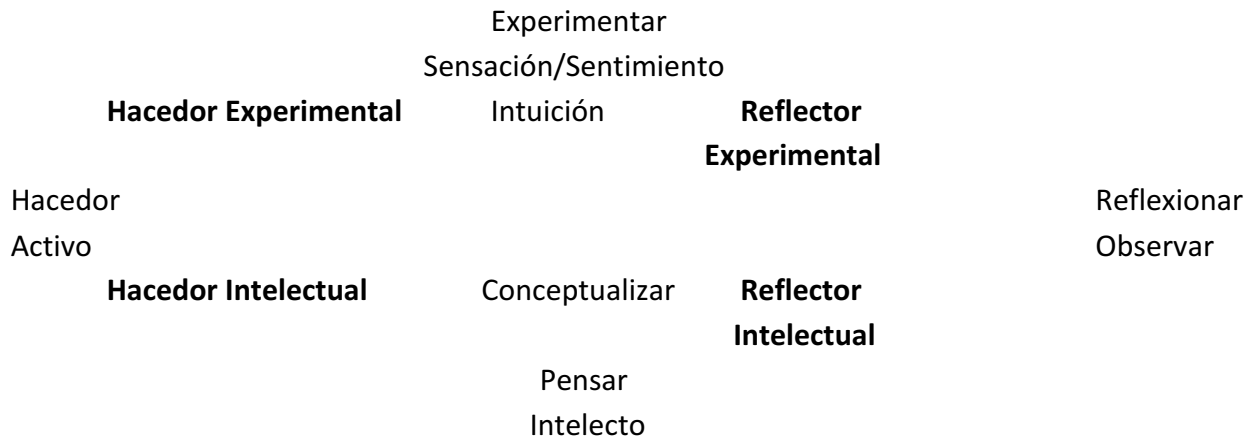 Experimentar
Sensación/Sentimiento
Hacedor Experimental Intuición Reflector
Experimental
Hacedor Reflexionar
Activo Observar
Hacedor Intelectual Conceptualizar Reflector
Intelectual
Pensar
Intelecto